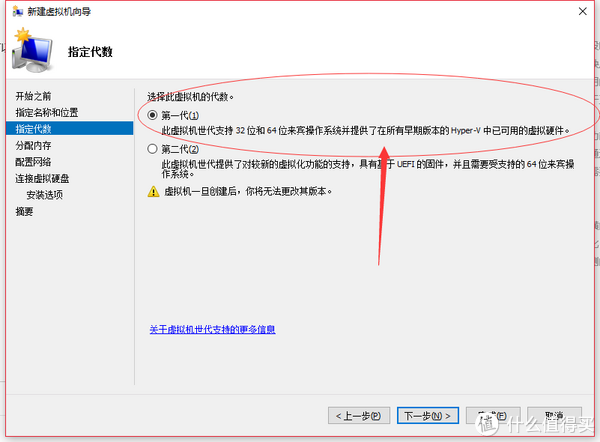 新建虚拟机向导
指定代数
开始之前
指定名称和位置
指定代数
分配内存
配置网络
连接虚拟硬盘
安装选项
摘要
选择此虚拟机的代数。
第一代(1)
此虚拟机世代支持 32 位和 64 位来宾操作系统并提供了在所有早期版本的 Hyper-V 中已可用的虚拟硬件。
第二代(2)
此虚拟机世代提供了对较新的虚拟化功能的支持，具有基于 UEFI 的固件，并且需要受支持的 64 位来宾
操作系统。
虚拟机一旦创建后，你将无法更改其版本。
关于虚拟机世代支持的更多信息
< 上一步(P)
下一步(N) >
完成(F)
取消
值 什么值得买